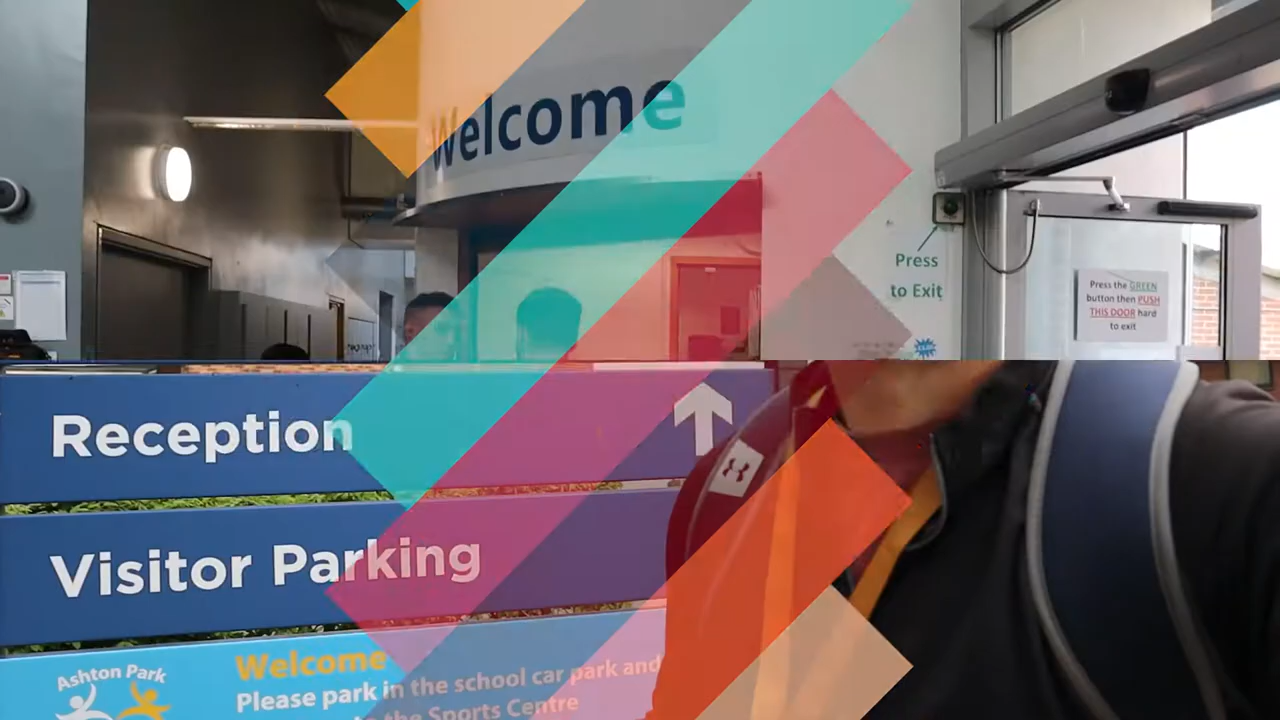 Welcome
Press
to Exit
Press the GREEN
button then PUSH
THIS DOOR hard
to exit
Reception
Visitor Parking
Ashton Park
Welcome
Please park in the school car park and
the Sports Centre